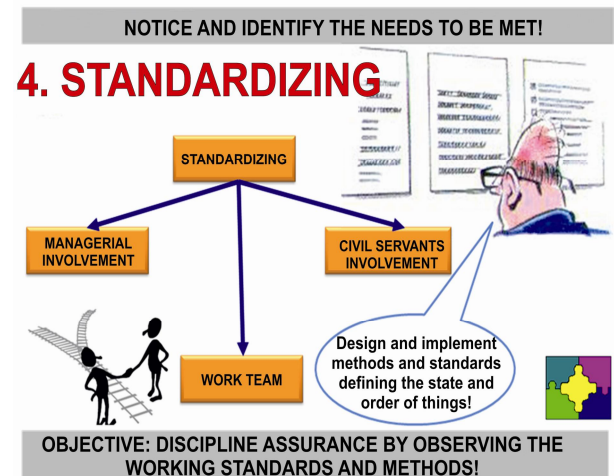 NOTICE AND IDENTIFY THE NEEDS TO BE MET!
4. STANDARDIZING
STANDARDIZING
MANAGERIAL
INVOLVEMENT
CIVIL SERVANTS
INVOLVEMENT
WORK TEAM
Design and implement
methods and standards
defining the state and
order of things!
OBJECTIVE: DISCIPLINE ASSURANCE BY OBSERVING THE
WORKING STANDARDS AND METHODS!